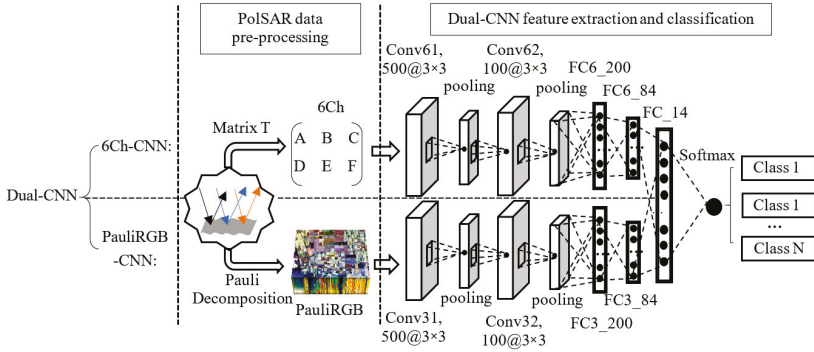 PolSAR data
pre-processing
Dual-CNN feature extraction and classification
Conv61,
500@3×3
pooling
Conv62,
100@3×3
pooling
FC6_200
FC6_84
FC_14
6Ch
Matrix T
A B C
D E F
6Ch-CNN:
Dual-CNN
PauliRGB
-CNN:
Softmax
Class 1
Class 1
...
Class N
Pauli
Decomposition
PauliRGB
pooling
pooling
FC3_84
FC3_200
Conv31,
500@3×3
Conv32,
100@3×3